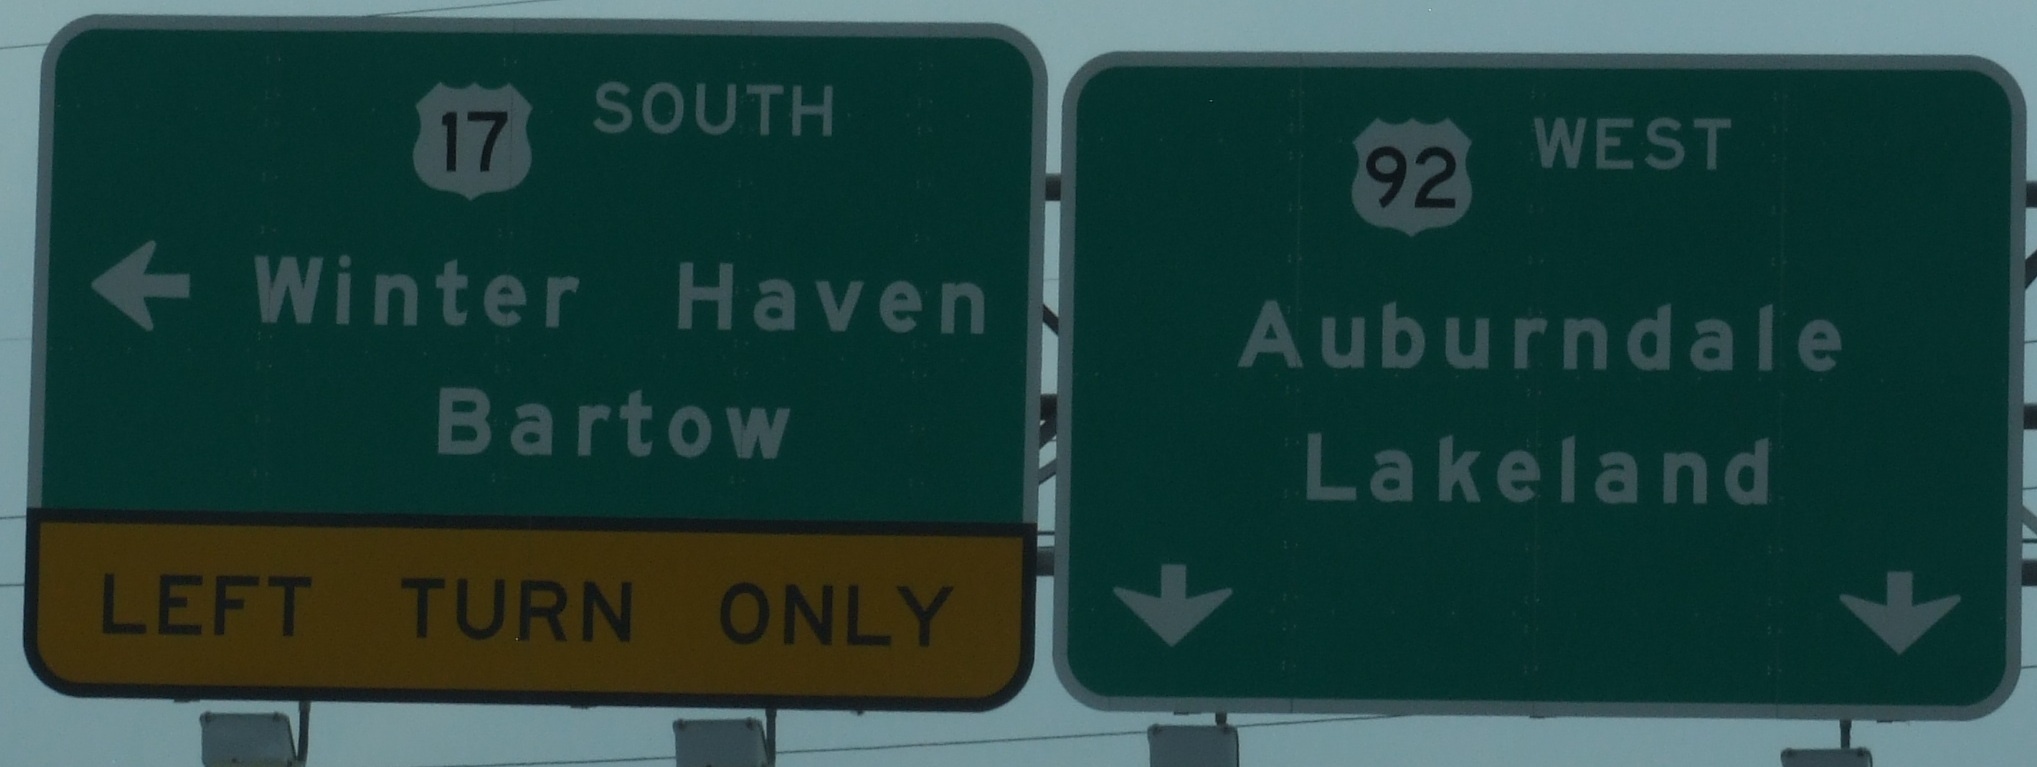 17 SOUTH
Winter Haven
Bartow
LEFT TURN ONLY
92 WEST
Auburndale
Lakeland